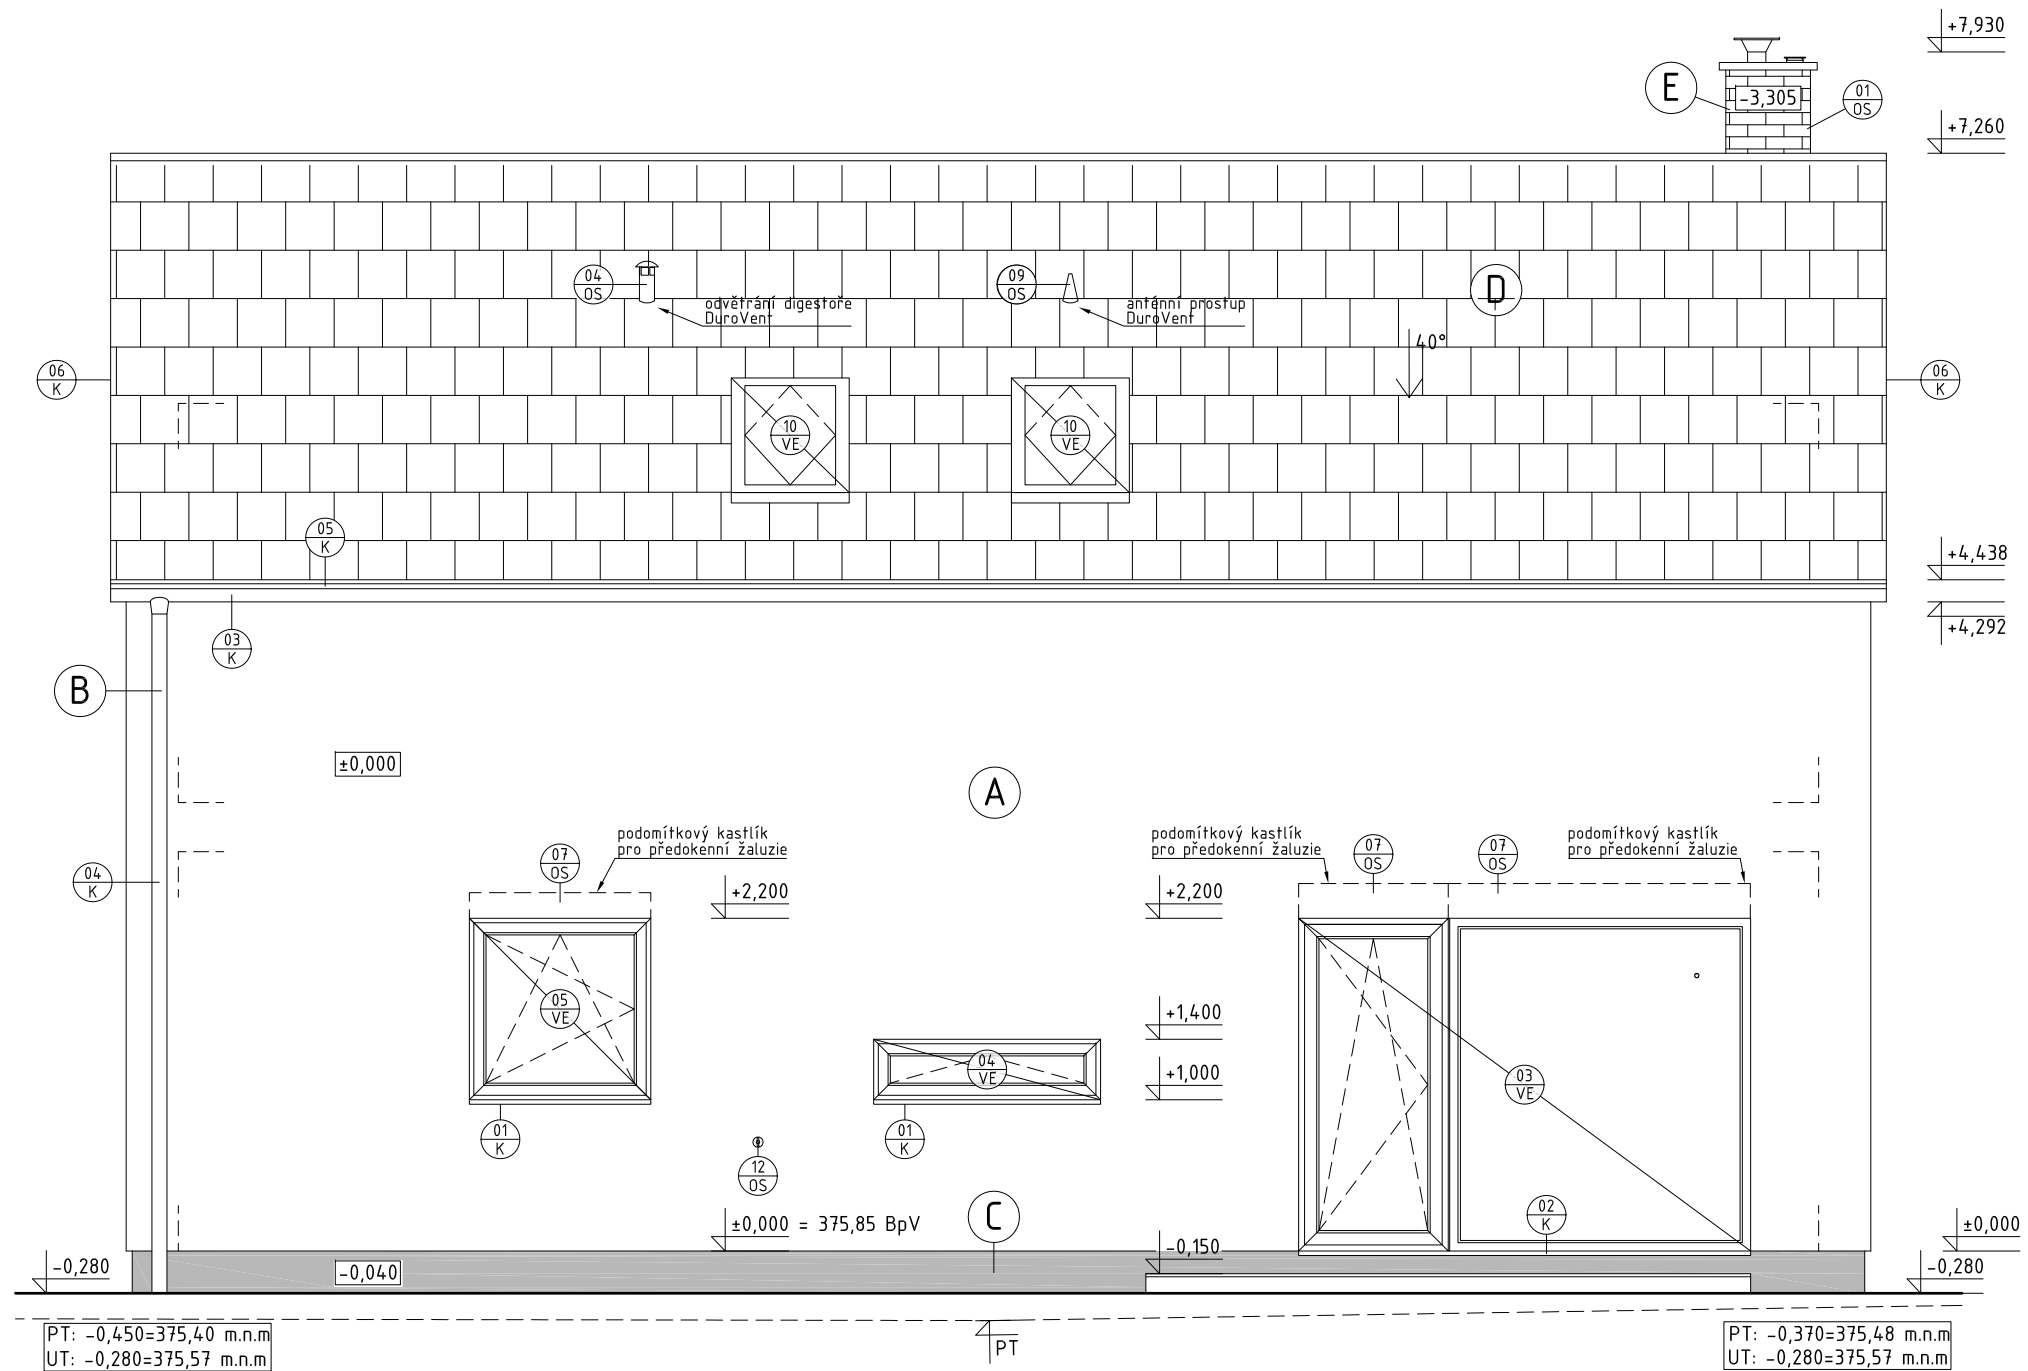 +7,930
E
-3,305
01
OS
+7,260
04
OS
odvětrání digestoře
DuroVent
09
OS
anténní prostup
DuroVent
D
40°
06
K
06
K
10
VE
10
VE
05
K
+4,438
+4,292
03
K
B
±0,000
A
04
K
07
OS
podomítkový kastlík
pro předokenní žaluzie
podomítkový kastlík
pro předokenní žaluzie
07
OS
07
OS
podomítkový kastlík
pro předokenní žaluzie
+2,200
+2,200
05
VE
+1,400
04
VE
+1,000
03
VE
01
K
01
K
12
OS
±0,000 = 375,85 BpV
C
02
K
-0,150
±0,000
-0,280
-0,040
-0,280
PT: -0,450=375,40 m.n.m
UT: -0,280=375,57 m.n.m
PT
PT: -0,370=375,48 m.n.m
UT: -0,280=375,57 m.n.m